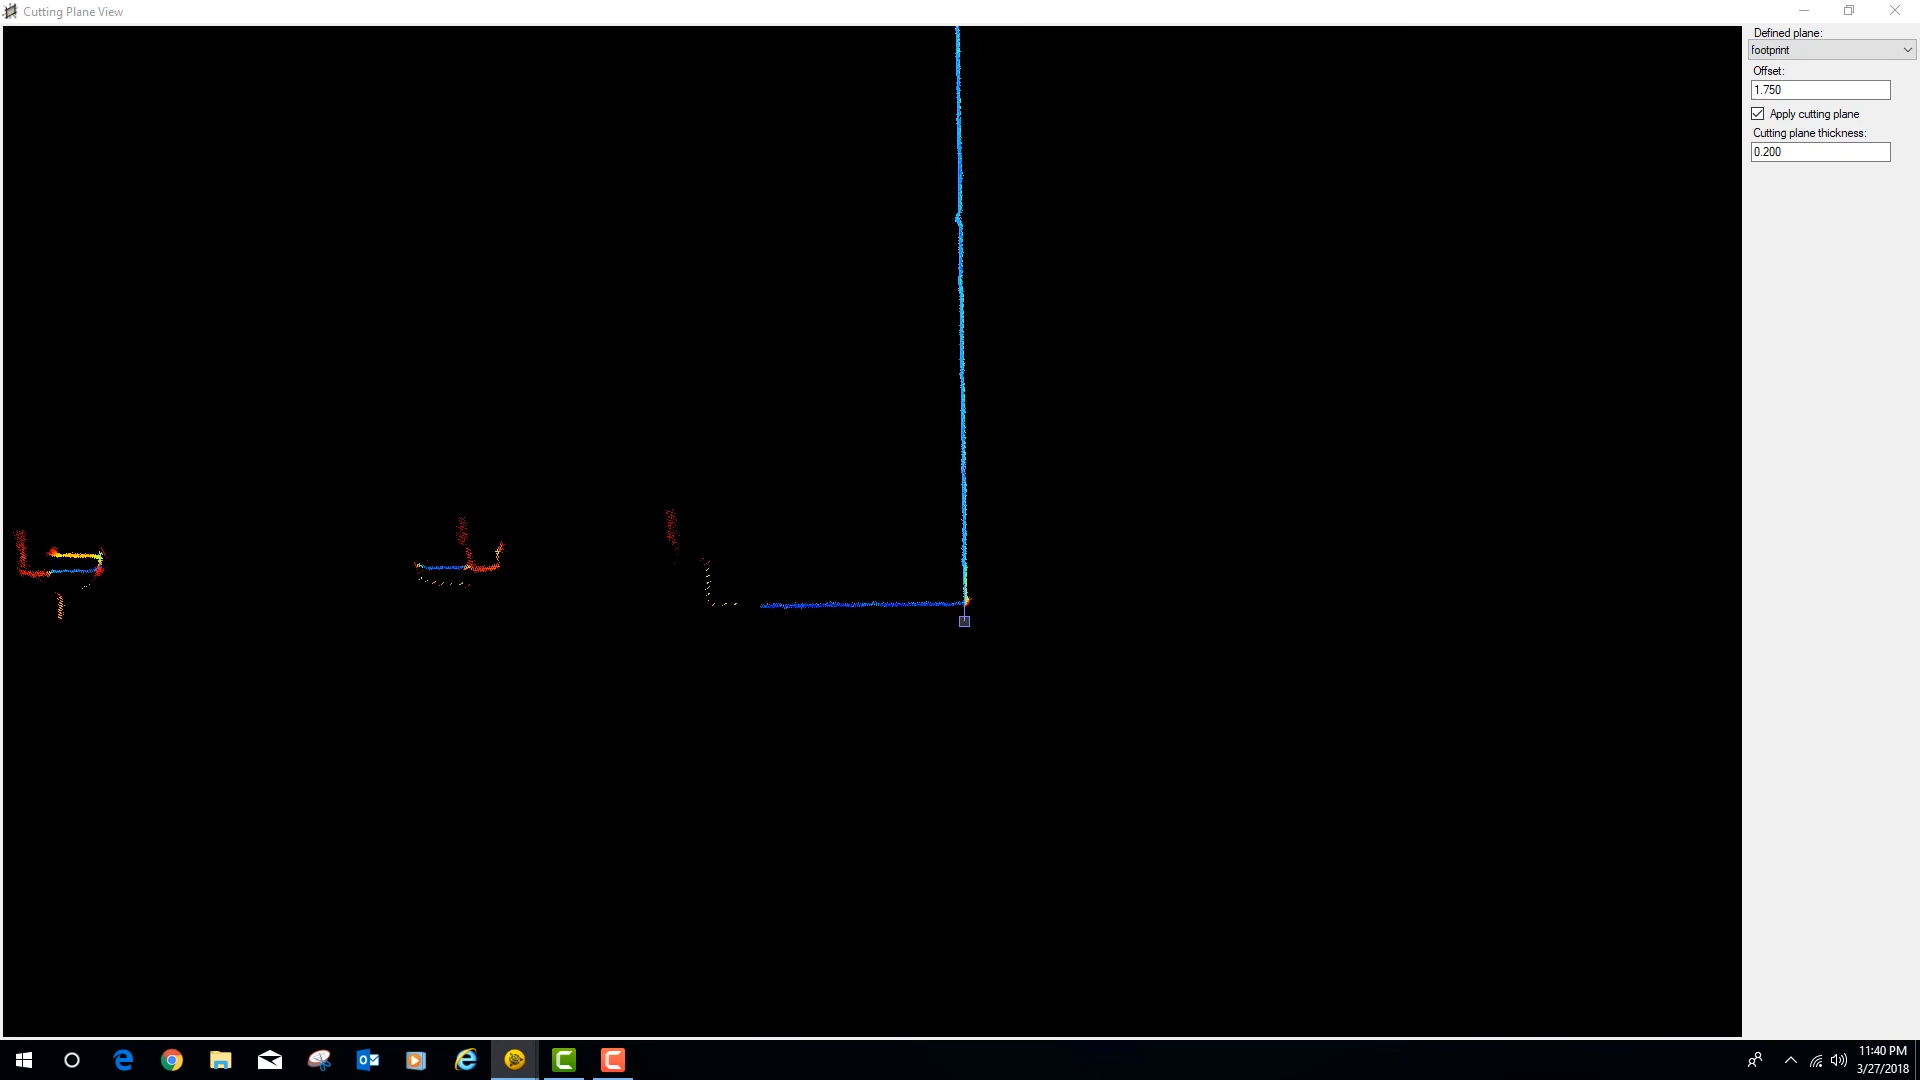 Cutting Plane View
Defined plane:
footprint
Offset:
1.750
Apply cutting plane
Cutting plane thickness:
0.200
11:40 PM
3/27/2018